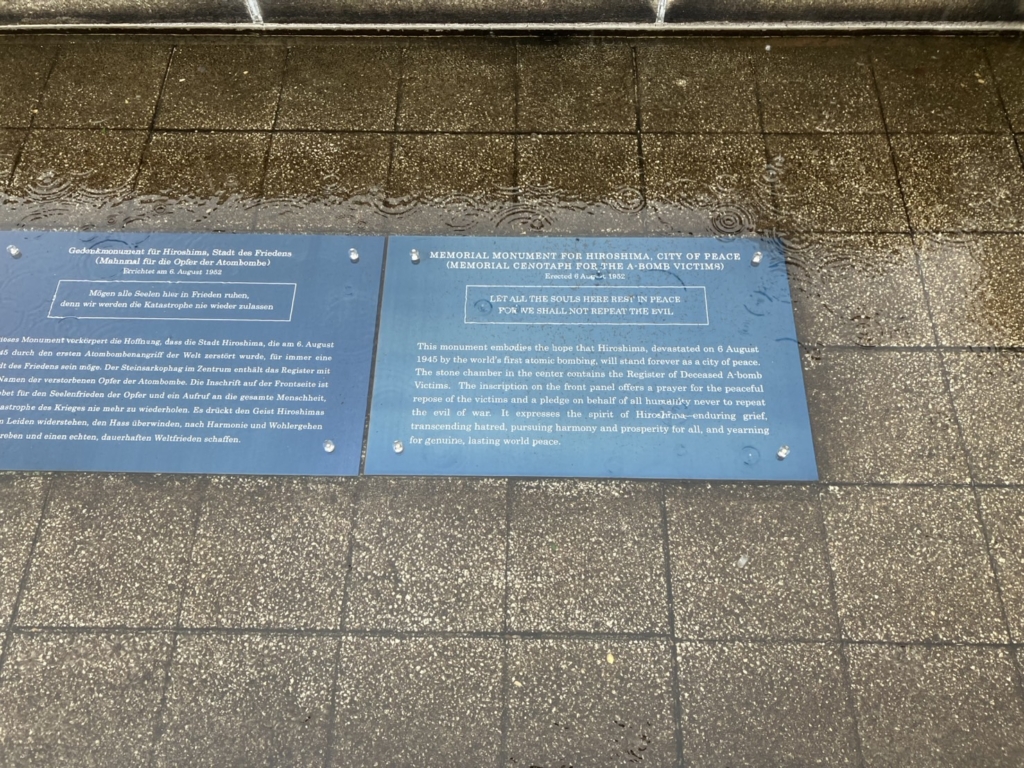 Gedenkmonument für Hiroshima, Stadt des Friedens
(Mahnmal für die Opfer der Atombombe)
Errichtet am 6. August 1952
Mögen alle Seelen hier in Frieden ruhen,
denn wir werden die Katastrophe nie wieder zulassen
Monument verkörpert die Hoffnung, dass die Stadt Hiroshima, die am 6. August
durch den ersten Atombombenangriff der Welt zerstört wurde, für immer eine
des Friedens sein möge. Der Steinsarkophag im Zentrum enthält das Register mit
Namen der verstorbenen Opfer der Atombombe. Die Inschrift auf der Frontseite ist
für den Seelenfrieden der Opfer und ein Aufruf an die gesamte Menschheit,
des Krieges nie mehr zu wiederholen. Es drückt den Geist Hiroshimas
Leiden widerstehen, den Hass überwinden, nach Harmonie und Wohlergehen
und einen echten, dauerhaften Weltfrieden schaffen.
MEMORIAL MONUMENT FOR HIROSHIMA, CITY OF PEACE
(MEMORIAL CENOTAPH FOR THE A-BOMB VICTIMS)
Erected 6 August 1952
LET ALL THE SOULS HERE REST IN PEACE
FOR WE SHALL NOT REPEAT THE EVIL
This monument embodies the hope that Hiroshima, devastated on 6 August
1945 by the world's first atomic bombing, will stand forever as a city of peace.
The stone chamber in the center contains the Register of Deceased A-bomb
Victims. The inscription on the front panel offers a prayer for the peaceful
repose of the victims and a pledge on behalf of all humanity never to repeat
the evil of war. It expresses the spirit of Hiroshima—enduring grief,
transcending hatred, pursuing harmony and prosperity for all, and yearning
for genuine, lasting world peace.